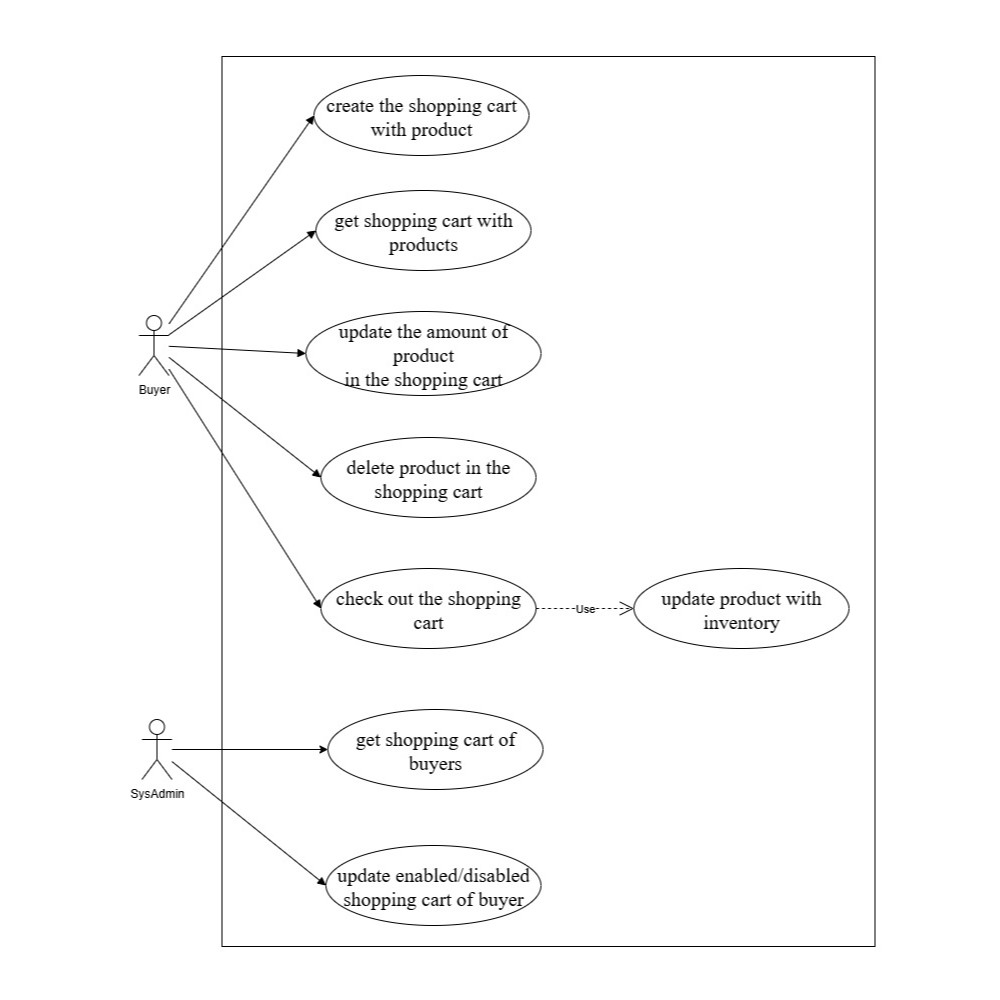 create the shopping cart
with product
get shopping cart with
products
update the amount of
product
in the shopping cart
Buyer
delete product in the
shopping cart
check out the shopping
cart
Use
update product with
inventory
get shopping cart of
buyers
SysAdmin
update enabled/disabled
shopping cart of buyer